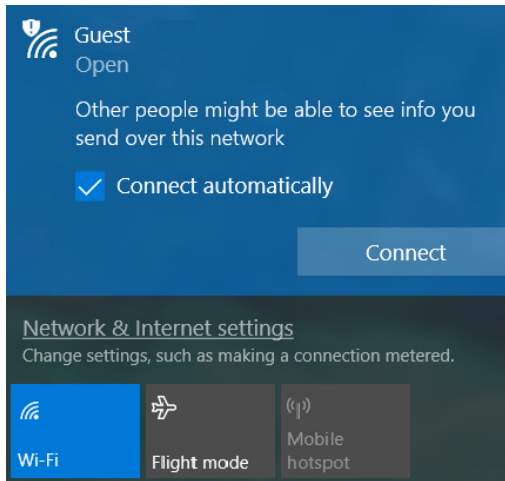 Guest
Open
Other people might be able to see info you
send over this network
Connect automatically
Connect
Network & Internet settings
Change settings, such as making a connection metered.
Wi-Fi
Flight mode
Mobile
hotspot